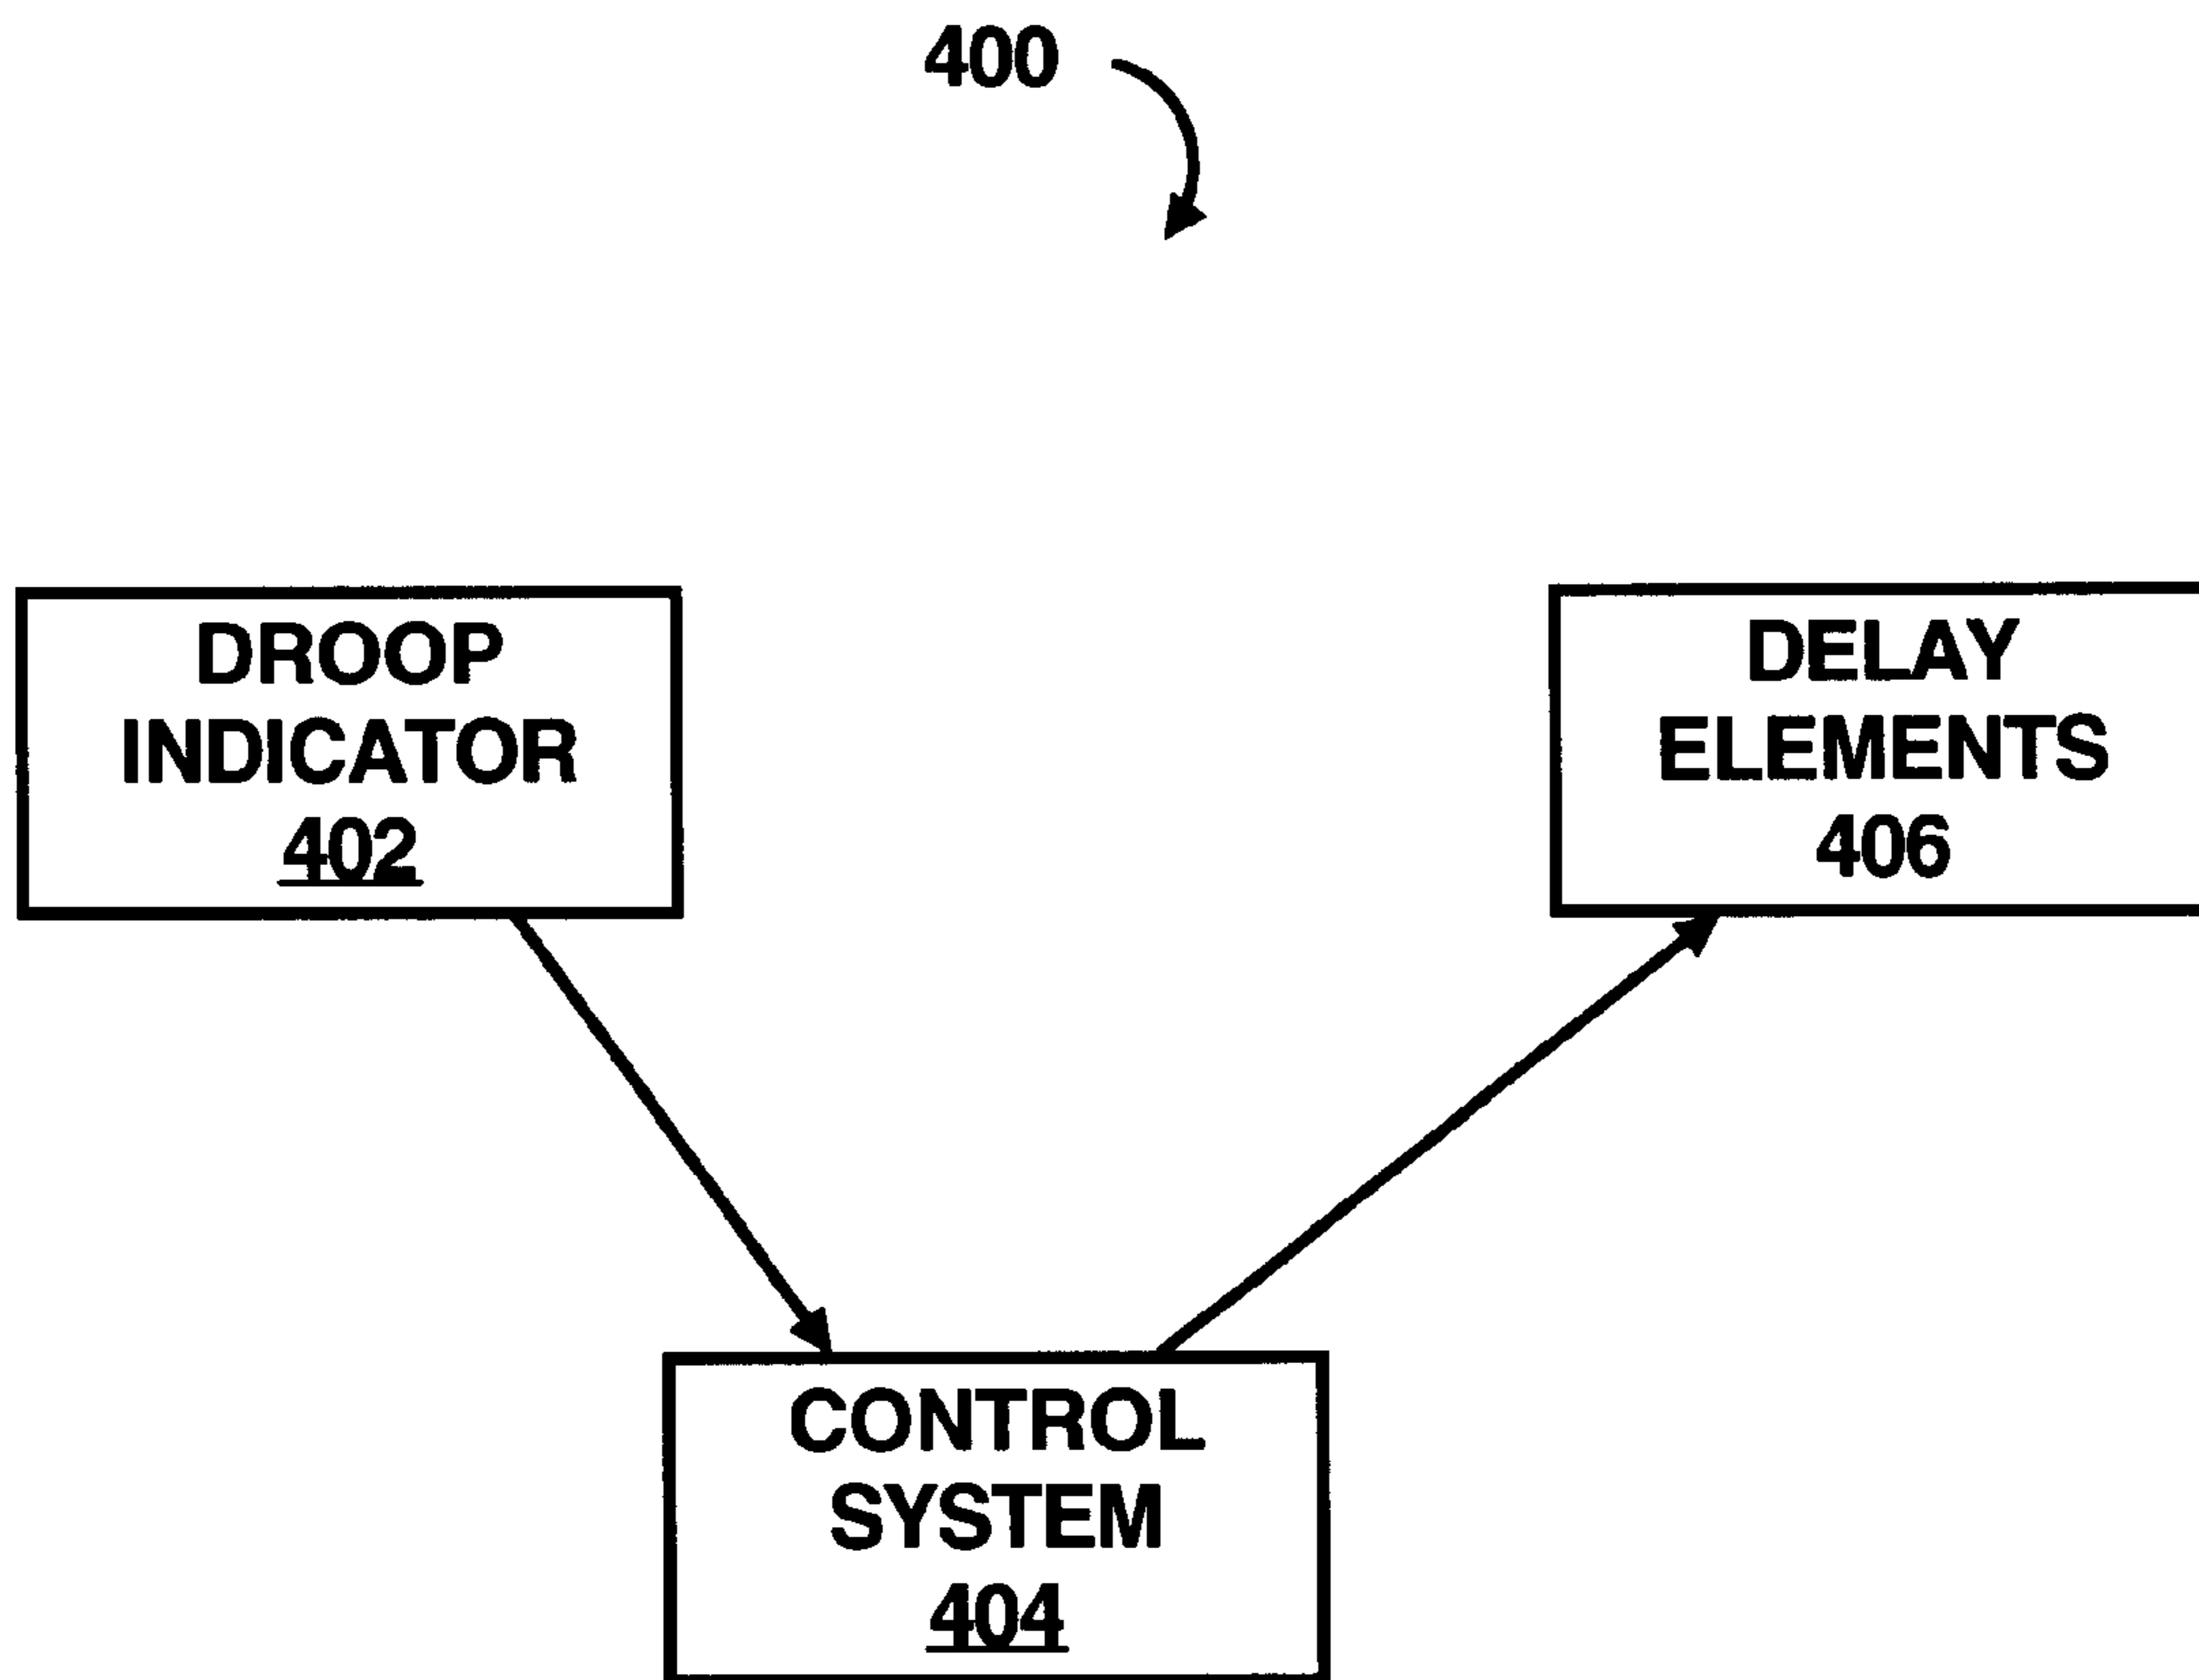 400
DROOP
INDICATOR
402
DELAY
ELEMENTS
406
CONTROL
SYSTEM
404